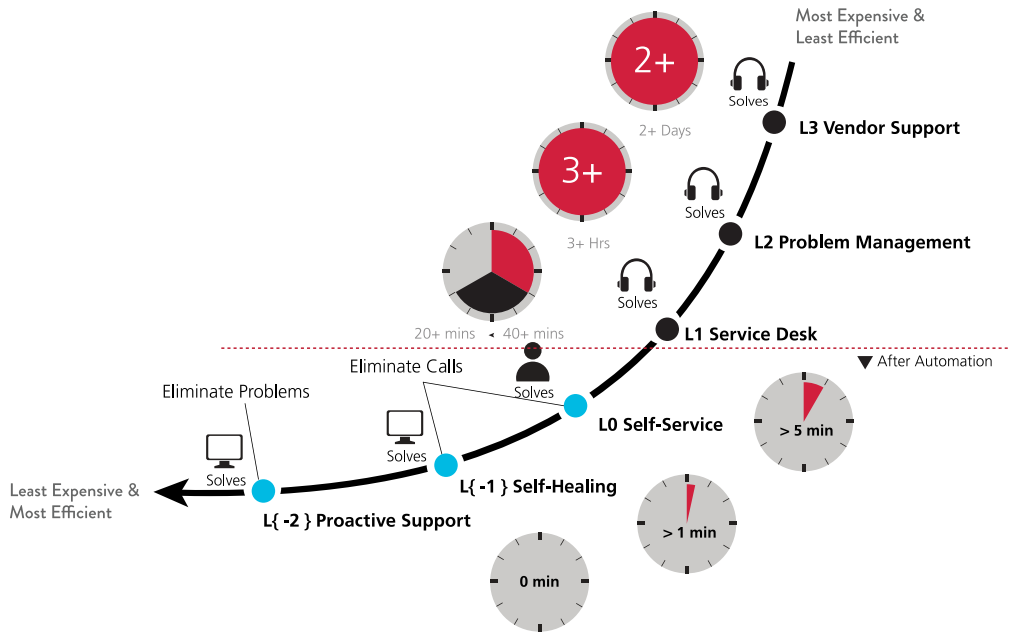 Most Expensive &
Least Efficient
2+
2+ Days
Solves
L3 Vendor Support
3+
3+ Hrs
Solves
L2 Problem Management
20+ mins ◂ 40+ mins
Solves
L1 Service Desk
▼ After Automation
Eliminate Problems
Eliminate Calls
Solves
L0 Self-Service
> 5 min
Solves
L{ -1 } Self-Healing
> 1 min
Solves
L{ -2 } Proactive Support
0 min
Least Expensive &
Most Efficient